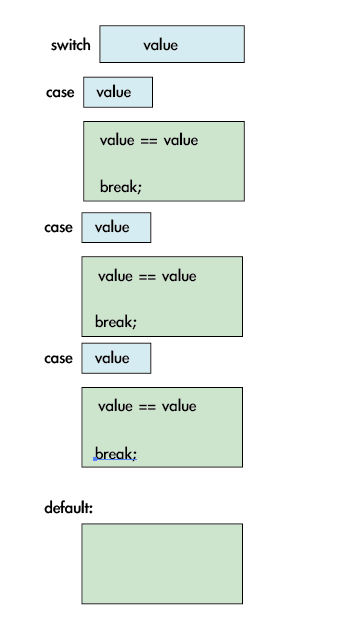 switch value
case value
value == value
break;
case value
value == value
break;
case value
value == value
break;
default: